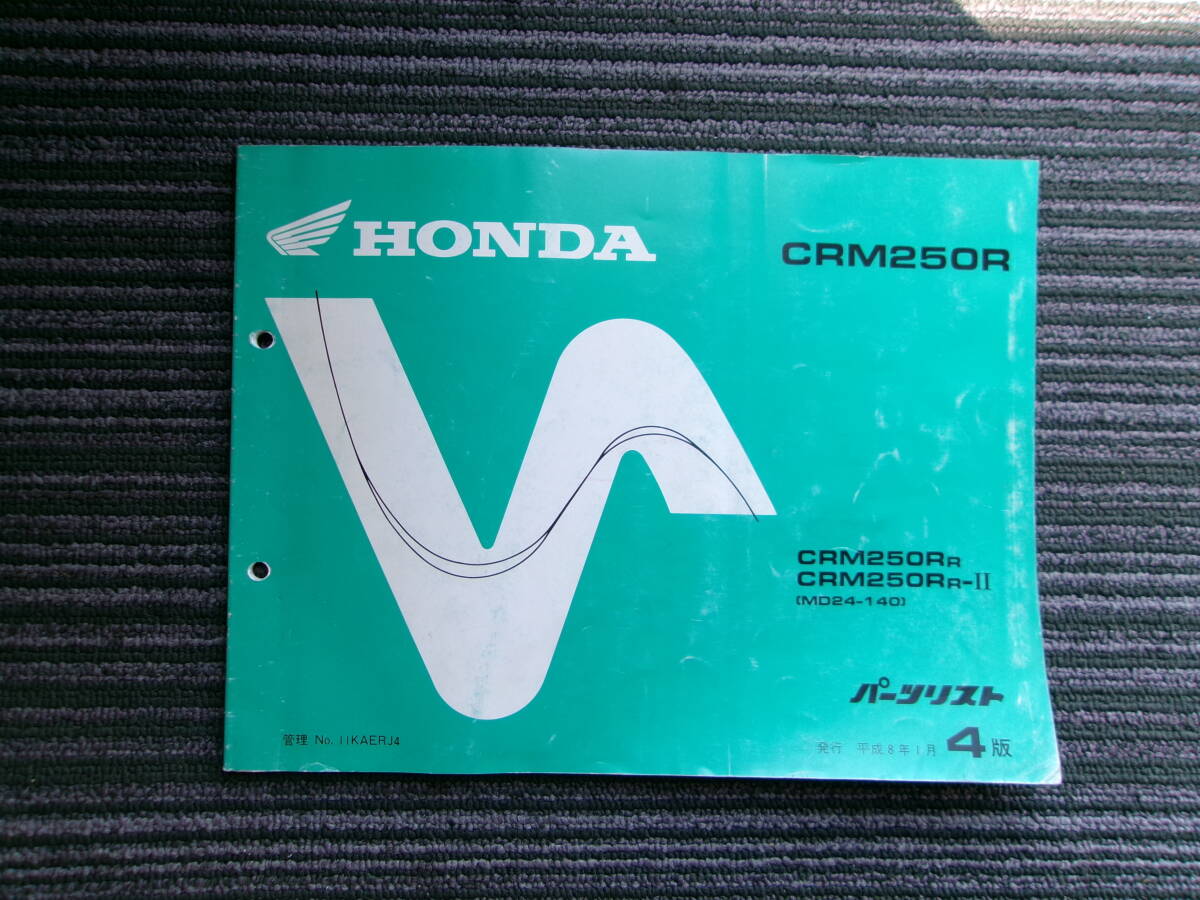 HONDA
CRM250R
CRM250RR
CRM250RR-II
(MD24-140)
パーツリスト
管理 No. 11KAERJ4
発行 平成8年1月 4版